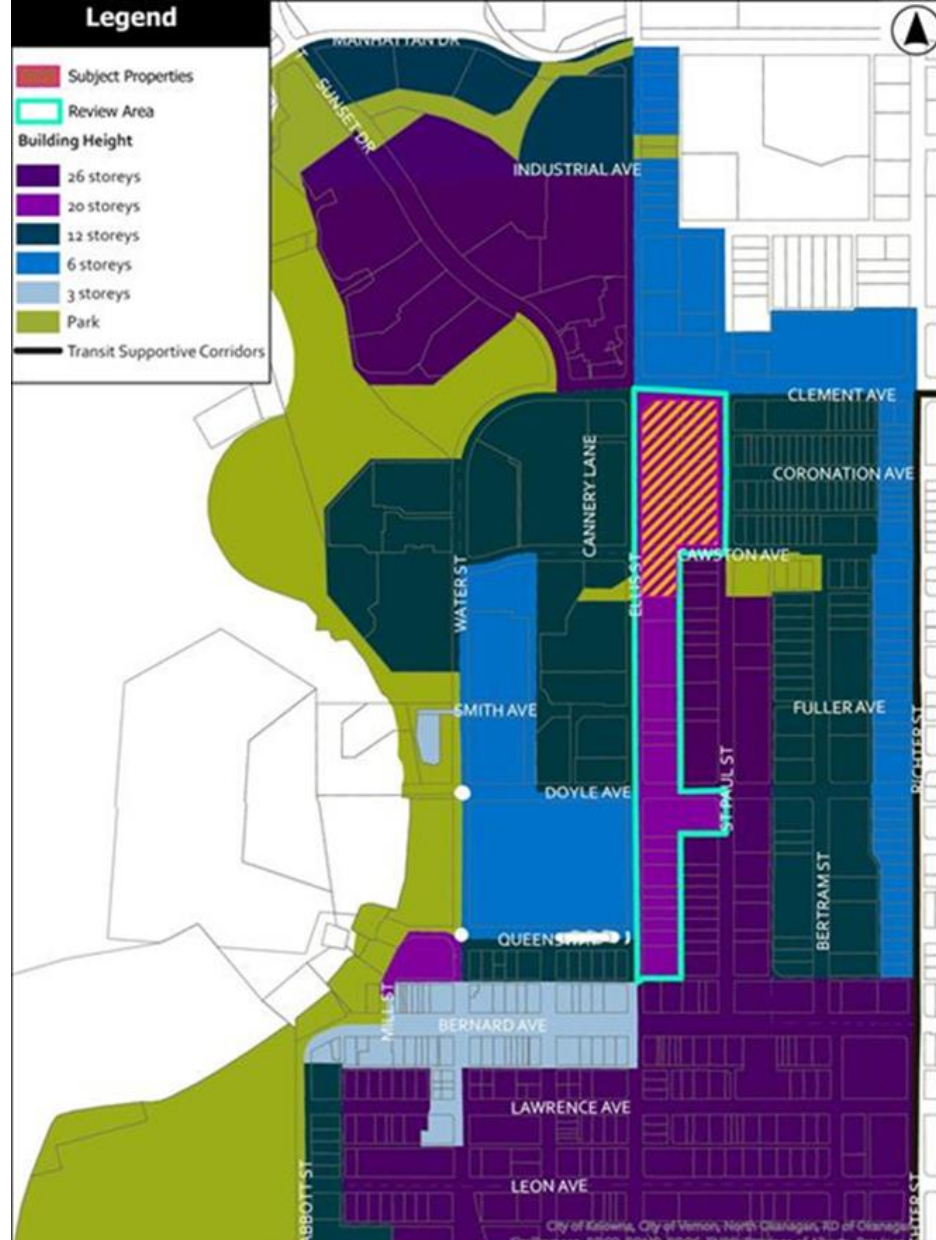 Legend
Subject Properties
Review Area
Building Height
26 storeys
20 storeys
12 storeys
6 storeys
3 storeys
Park
Transit Supportive Corridors
MANHATTAN DR
SUNSET DR
INDUSTRIAL AVE
CLEMENT AVE
CANNERY LANE
CORONATION AVE
CAWSTON AVE
ELLIS ST
WATER ST
SMITH AVE
FULLER AVE
RICHTER ST
DOYLE AVE
ST PAUL ST
BERTRAM ST
MILL ST
BERNARD AVE
LAWRENCE AVE
LEON AVE
ABBOTT ST
City of Kelowna, City of Vernon, North Okanagan, RD of Okanagan